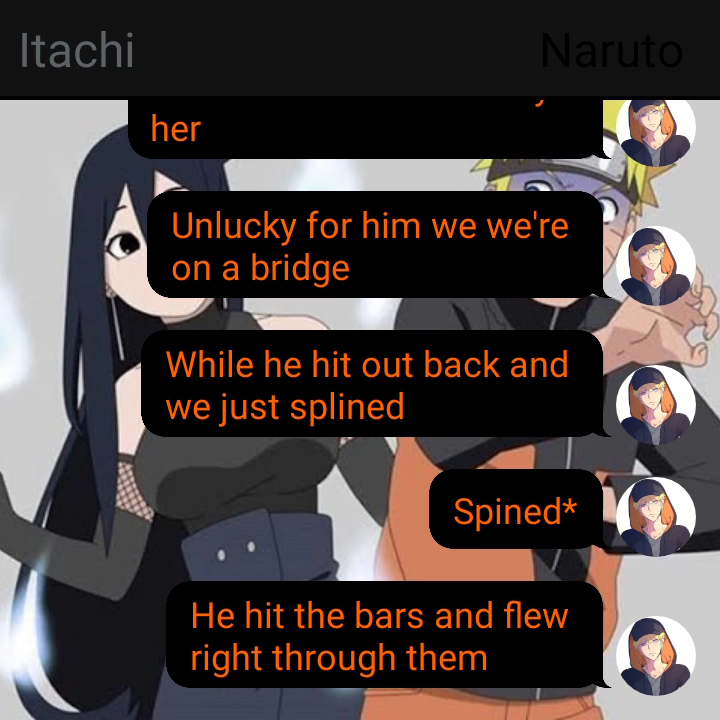 Itachi
Naruto
her
Unlucky for him we we're
on a bridge
While he hit out back and
we just splined
Spined*
He hit the bars and flew
right through them